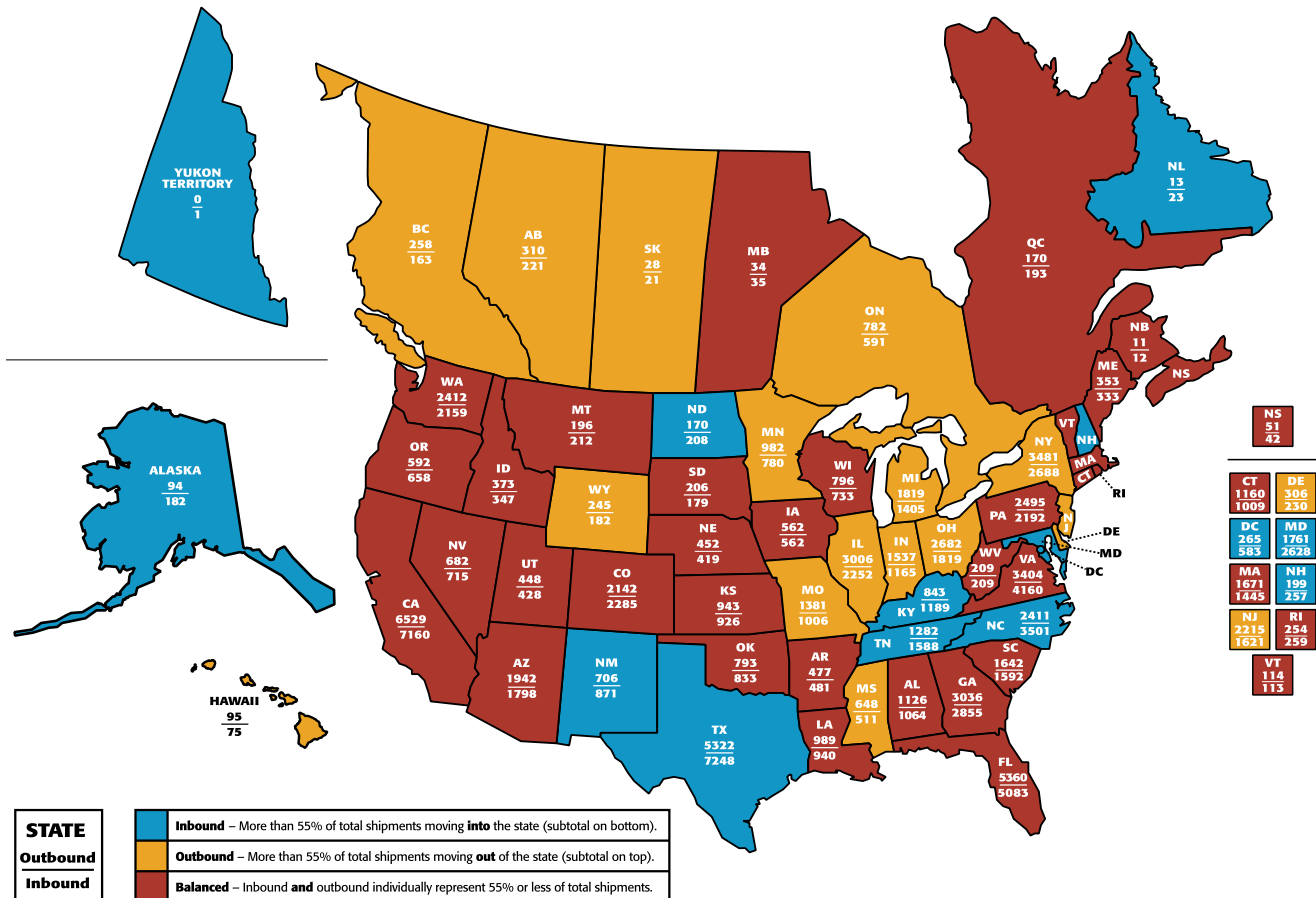 YUKON
TERRITORY
0
1
BC
258
163
AB
310
221
SK
28
21
MB
34
35
ON
782
591
QC
170
193
NL
13
23
NB
11
12
NS
ME
353
333
WA
2412
2159
MT
196
212
ND
170
208
MN
982
780
OR
592
658
ID
373
347
WY
245
182
SD
206
179
WI
796
733
MI
1819
1405
NY
3481
2688
VT
NH
MA
CT
RI
NV
682
715
UT
448
428
CO
2142
2285
NE
452
419
IA
562
562
IL
3006
2252
IN
1537
1165
OH
2682
1819
PA
2495
2192
N
J
DE
MD
DC
WV
209
209
VA
3404
4160
CA
6529
7160
AZ
1942
1798
NM
706
871
KS
943
926
MO
1381
1006
KY
843
1189
TN
1282
1588
NC
2411
3501
OK
793
833
AR
477
481
MS
648
511
AL
1126
1064
GA
3036
2855
SC
1642
1592
TX
5322
7248
LA
989
940
FL
5360
5083
ALASKA
94
182
HAWAII
95
75
NS
51
42
CT
1160
1009
DE
306
230
DC
265
583
MD
1761
2628
MA
1671
1445
NH
199
257
NJ
2215
1621
RI
254
259
VT
114
113
STATE
Outbound
Inbound
Inbound – More than 55% of total shipments moving into the state (subtotal on bottom).
Outbound – More than 55% of total shipments moving out of the state (subtotal on top).
Balanced – Inbound and outbound individually represent 55% or less of total shipments.